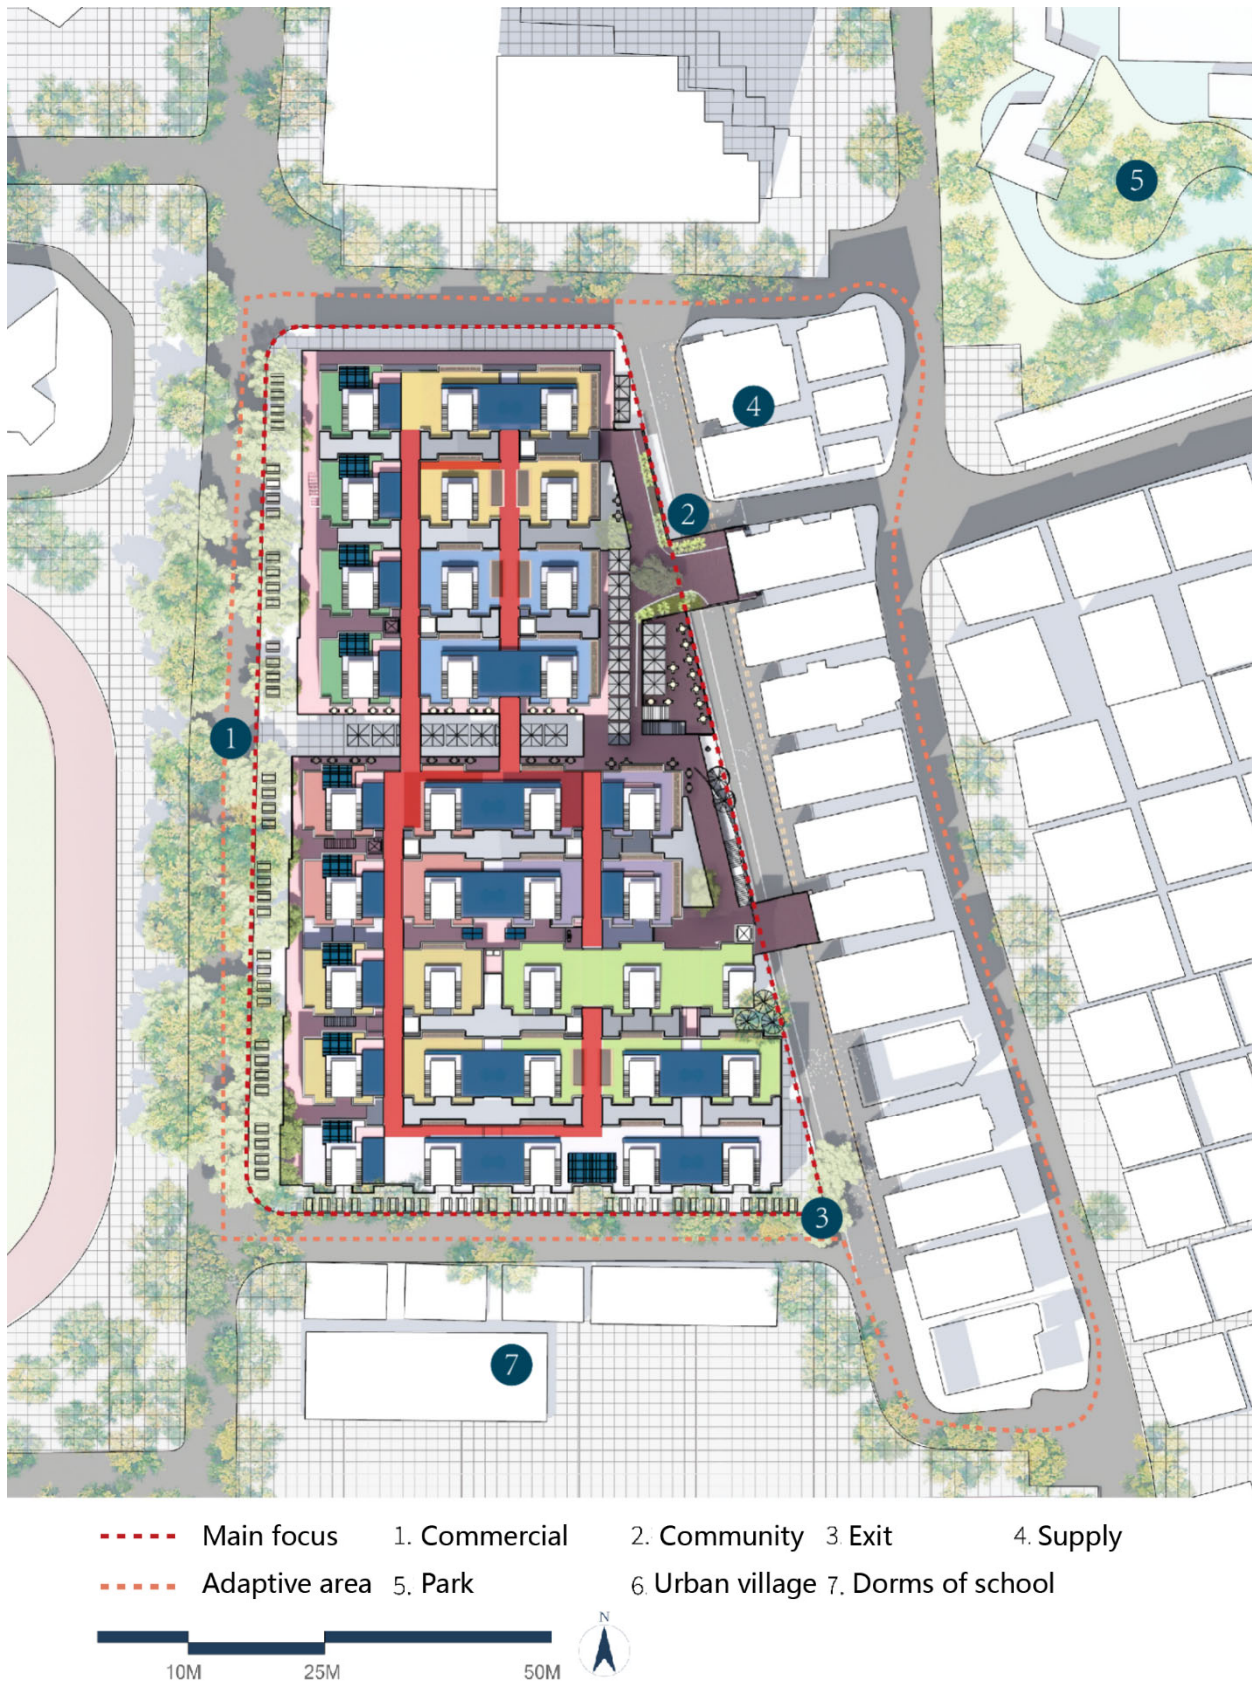 5
4
2
1
3
7
Main focus 1. Commercial 2. Community 3. Exit 4. Supply
Adaptive area 5. Park 6. Urban village 7. Dorms of school
N
10M 25M 50M